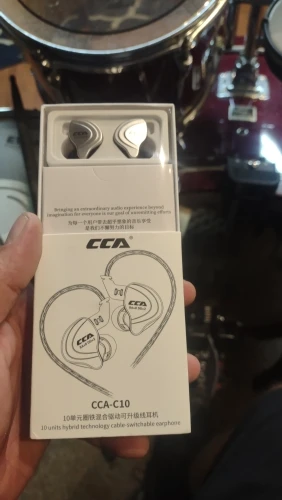 Bringing an extraordinary audio experience beyond
imagination for customs is our goal of unremitting efforts
CCA®
CCA
CCA-C10
10单元圈铁混合驱动可升级线耳机
10 units hybrid technology cable-switchable earphone